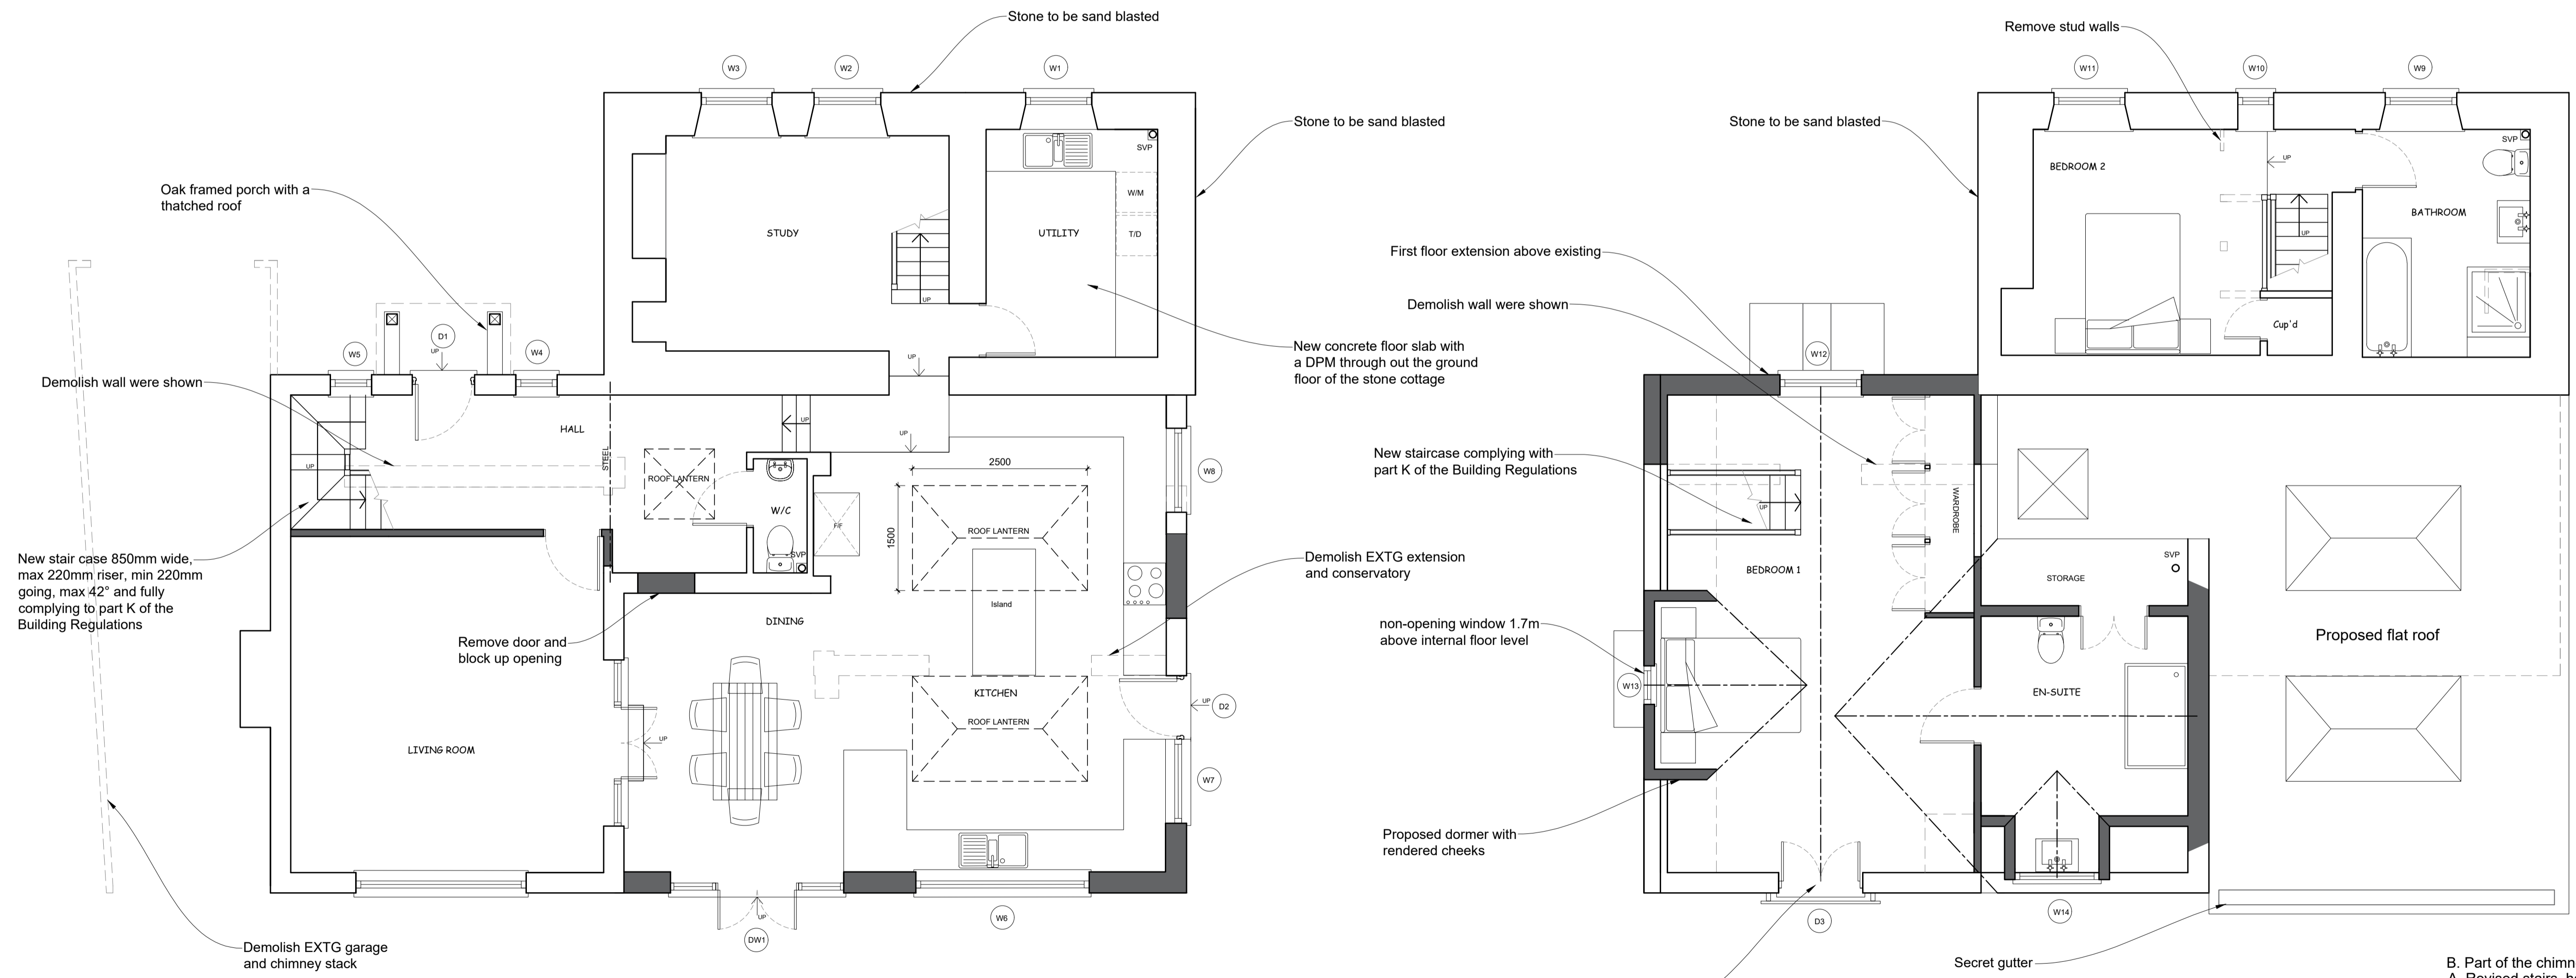 Stone to be sand blasted
W3
W2
W1
Stone to be sand blasted
SVP
W/M
T/D
STUDY
UTILITY
UP
UP
Oak framed porch with a
thatched roof
D1
UP
W5
W4
Demolish wall were shown
New concrete floor slab with
a DPM through out the ground
floor of the stone cottage
HALL
STEEL
UP
UP
UP
ROOF LANTERN
W/C
SVP
F/F
2500
1500
ROOF LANTERN
Island
W8
New stair case 850mm wide,
max 220mm riser, min 220mm
going, max 42° and fully
complying to part K of the
Building Regulations
Remove door and
block up opening
DINING
Demolish EXTG extension
and conservatory
KITCHEN
ROOF LANTERN
UP
D2
LIVING ROOM
UP
W7
UP
DW1
W6
Demolish EXTG garage
and chimney stack
Remove stud walls
W11
W10
W9
Stone to be sand blasted
SVP
UP
BEDROOM 2
BATHROOM
UP
Cup'd
First floor extension above existing
Demolish wall were shown
W12
New staircase complying with
part K of the Building Regulations
UP
WARDROBE
BEDROOM 1
SVP
STORAGE
non-opening window 1.7m
above internal floor level
W13
EN-SUITE
Proposed flat roof
Proposed dormer with
rendered cheeks
D3
W14
Secret gutter
B. Part of the chimn
A. Revised stairs, b